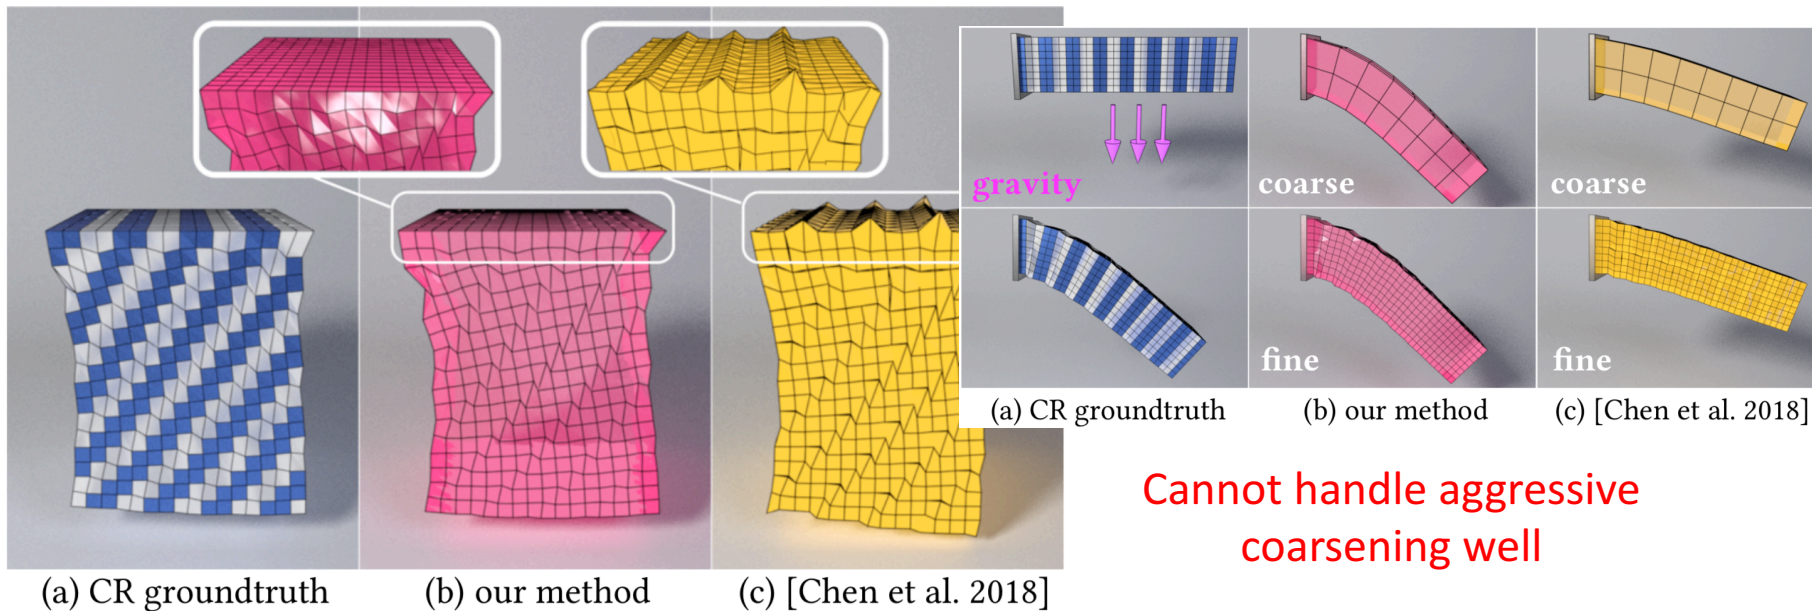 gravity
coarse
coarse
fine
fine
(a) CR groundtruth
(b) our method
(c) [Chen et al. 2018]
Cannot handle aggressive
coarsening well
(a) CR groundtruth
(b) our method
(c) [Chen et al. 2018]